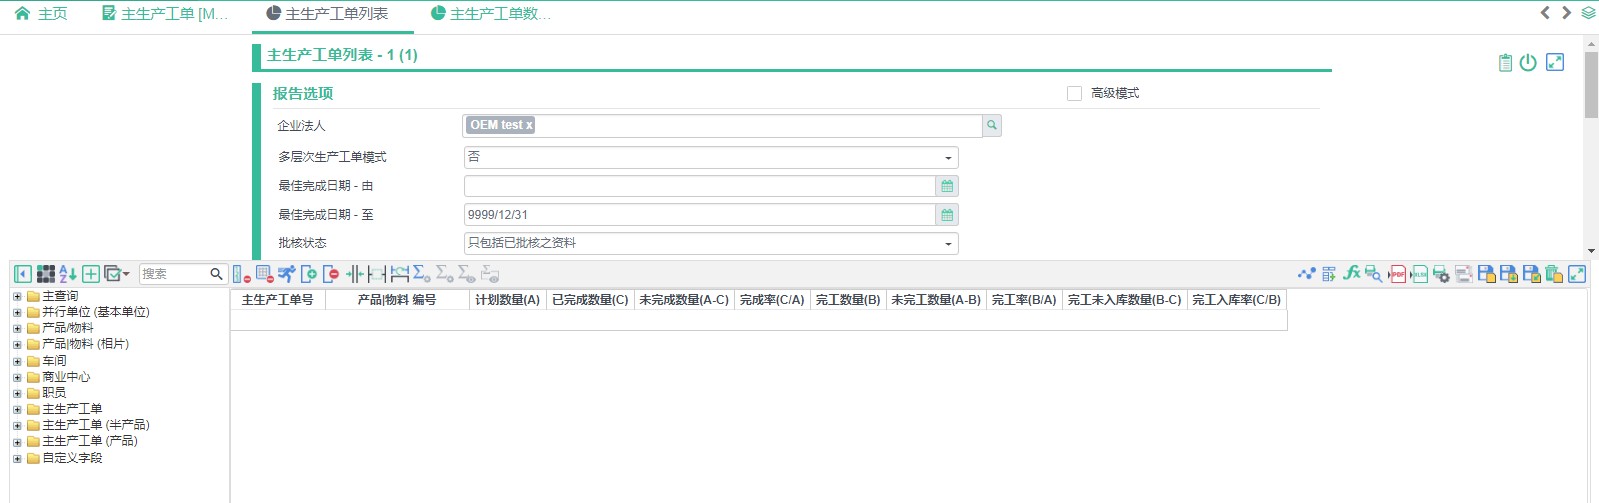 主页 主生产工单 [M... 主生产工单列表 主生产工单数...
主生产工单列表 - 1 (1)
报告选项 高级模式
企业法人 OEM test x
多层次生产工单模式 否
最佳完成日期 - 由
最佳完成日期 - 至 9999/12/31
批核状态 只包括已批核之资料
搜索
主查询
并行单位 (基本单位)
产品/物料
产品|物料 (相片)
车间
商业中心
职员
主生产工单
主生产工单 (半产品)
主生产工单 (产品)
自定义字段
主生产工单号 产品|物料 编号 计划数量(A) 已完成数量(C) 未完成数量(A-C) 完成率(C/A) 完工数量(B) 未完工数量(A-B) 完工率(B/A) 完工未入库数量(B-C) 完工入库率(C/B)